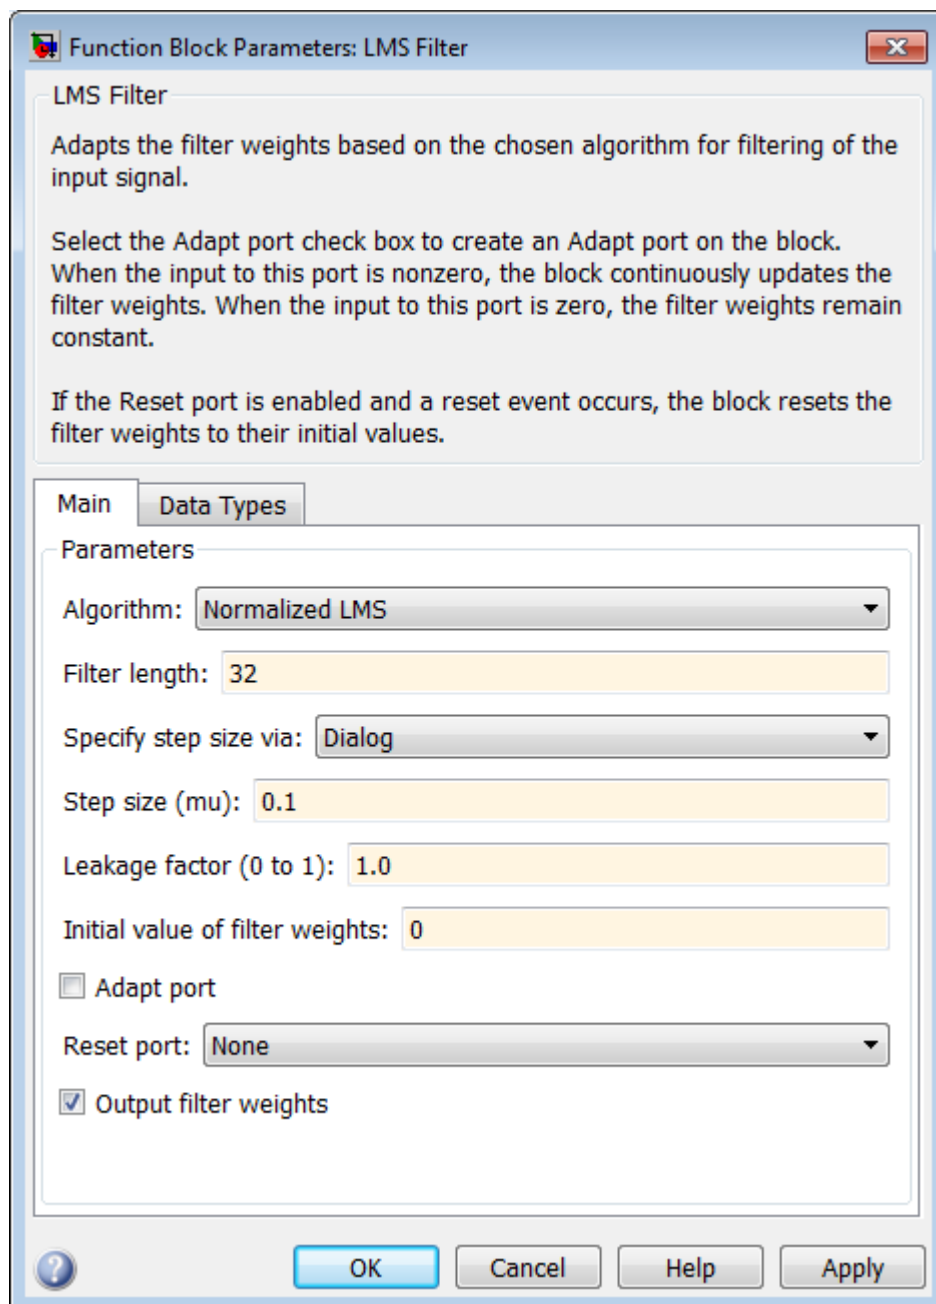 Function Block Parameters: LMS Filter
LMS Filter
Adapts the filter weights based on the chosen algorithm for filtering of the
input signal.
Select the Adapt port check box to create an Adapt port on the block.
When the input to this port is nonzero, the block continuously updates the
filter weights. When the input to this port is zero, the filter weights remain
constant.
If the Reset port is enabled and a reset event occurs, the block resets the
filter weights to their initial values.
Main Data Types
Parameters
Algorithm: Normalized LMS
Filter length: 32
Specify step size via: Dialog
Step size (mu): 0.1
Leakage factor (0 to 1): 1.0
Initial value of filter weights: 0
Adapt port
Reset port: None
Output filter weights
? OK Cancel Help Apply